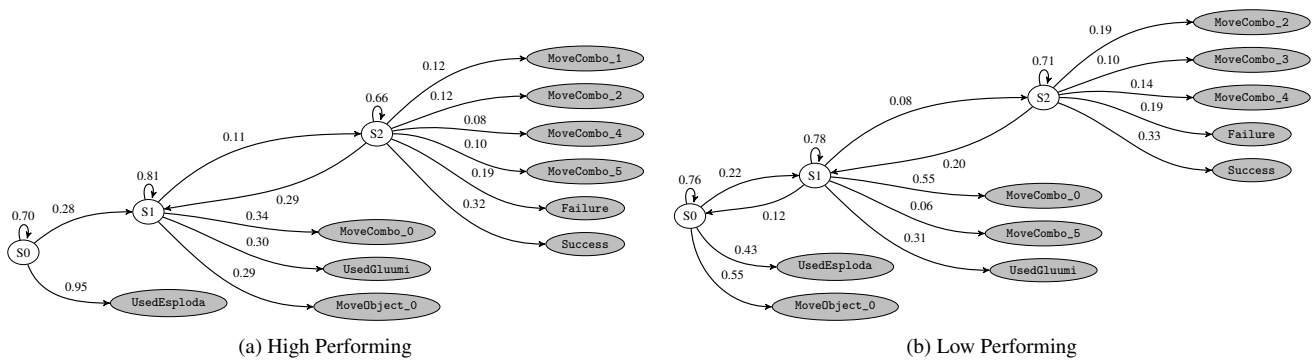 0.12
MoveCombo_1
0.12
MoveCombo_2
0.66
0.08
MoveCombo_4
S2
0.10
MoveCombo_5
0.11
0.19
Failure
0.81
0.29
0.32
Success
S1
0.70
0.28
0.34
MoveCombo_0
S0
0.30
UsedGluumi
0.29
MoveObject_0
0.95
UsedEsploda
(a) High Performing
0.19
MoveCombo_2
0.71
0.10
MoveCombo_3
S2
0.14
MoveCombo_4
0.08
0.19
Failure
0.78
0.33
Success
S1
0.20
0.76
0.22
0.55
MoveCombo_0
S0
0.12
0.06
MoveCombo_5
0.31
UsedGluumi
0.43
UsedEsploda
0.55
MoveObject_0
(b) Low Performing